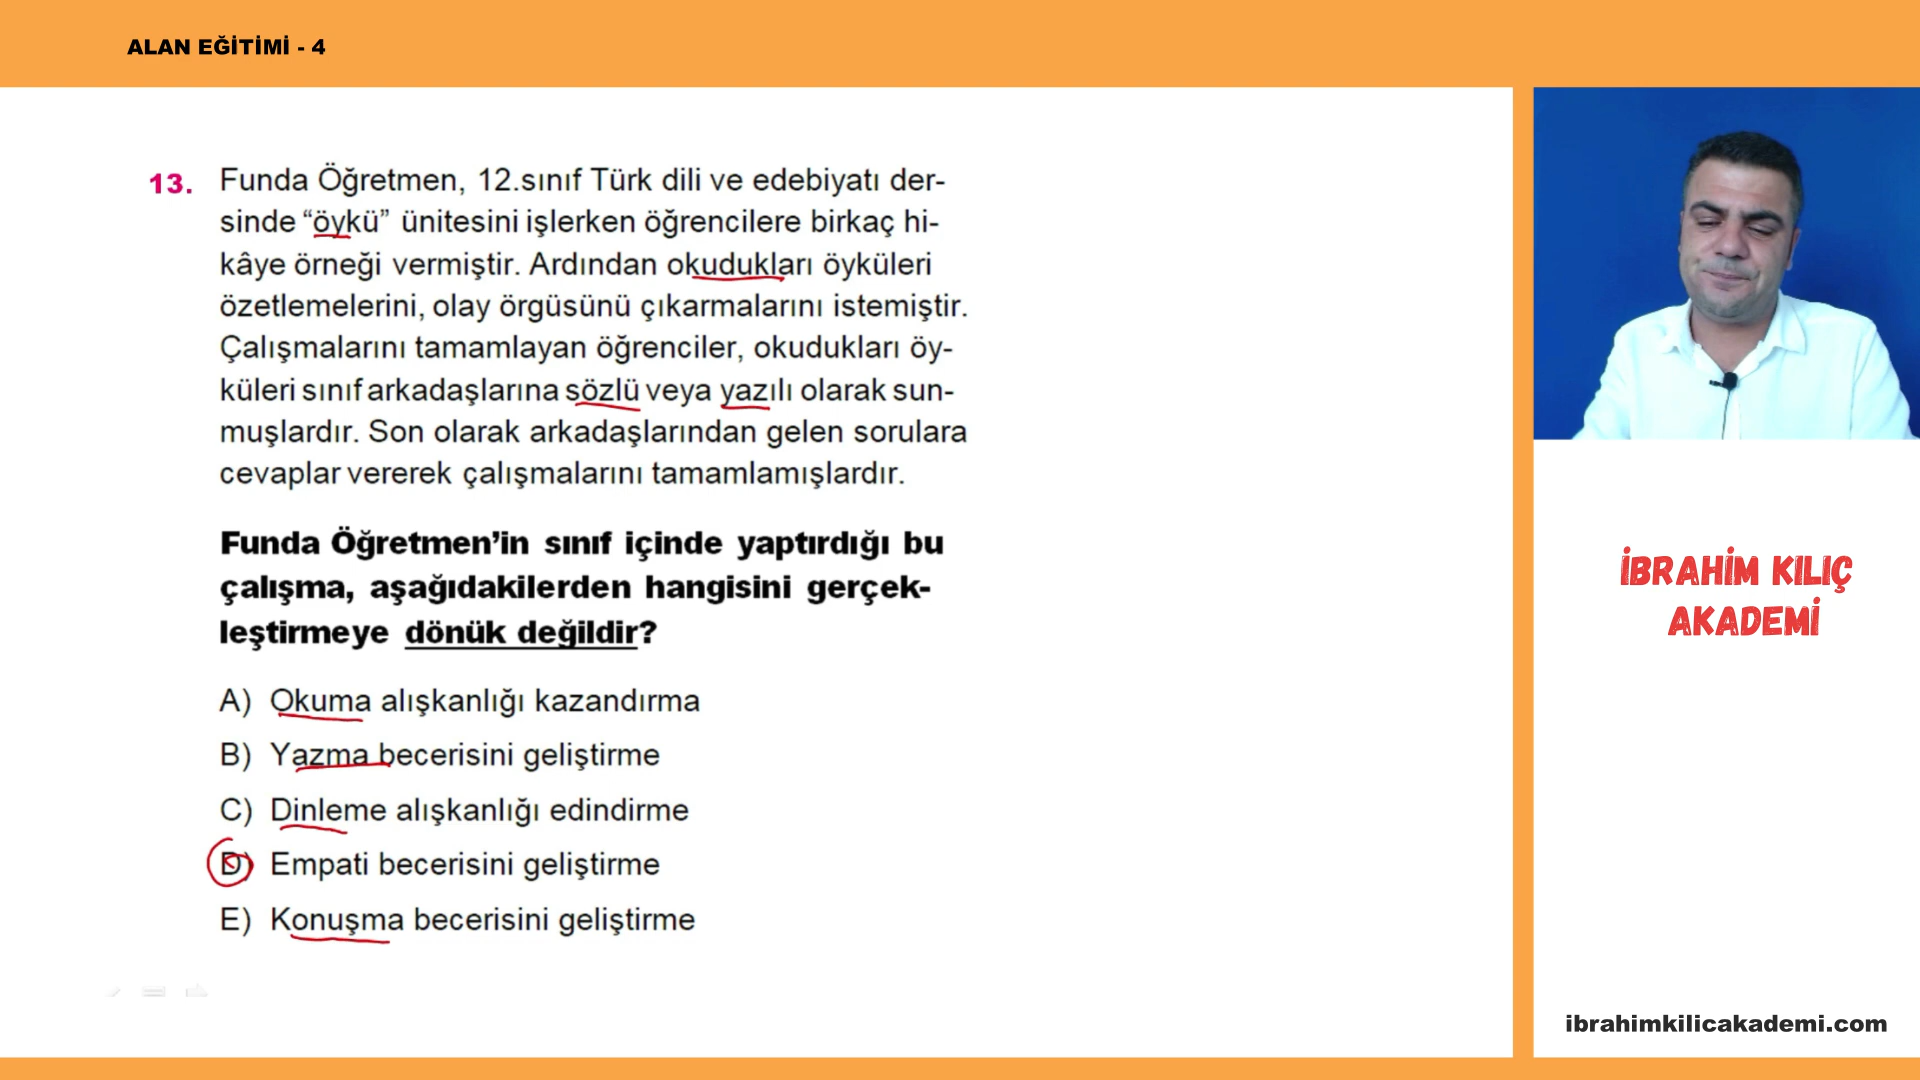 ALAN EĞİTİMİ - 4
13. Funda Öğretmen, 12.sınıf Türk dili ve edebiyatı der-
sinde “öykü” ünitesini işlerken öğrencilere birkaç hi-
kâye örneği vermiştir. Ardından okudukları öyküleri
özetlemelerini, olay örgüsünü çıkarmalarını istemiştir.
Çalışmalarını tamamlayan öğrenciler, okudukları öy-
küleri sınıf arkadaşlarına sözlü veya yazılı olarak sun-
muşlardır. Son olarak arkadaşlarından gelen sorulara
cevaplar vererek çalışmalarını tamamlamışlardır.
Funda Öğretmen’in sınıf içinde yaptırdığı bu
çalışma, aşağıdakilerden hangisini gerçek-
leştirmeye dönük değildir?
A) Okuma alışkanlığı kazandırma
B) Yazma becerisini geliştirme
C) Dinleme alışkanlığı edindirme
D) Empati becerisini geliştirme
E) Konuşma becerisini geliştirme
İBRAHİM KILIÇ
AKADEMİ
ibrahimkilicakademi.com